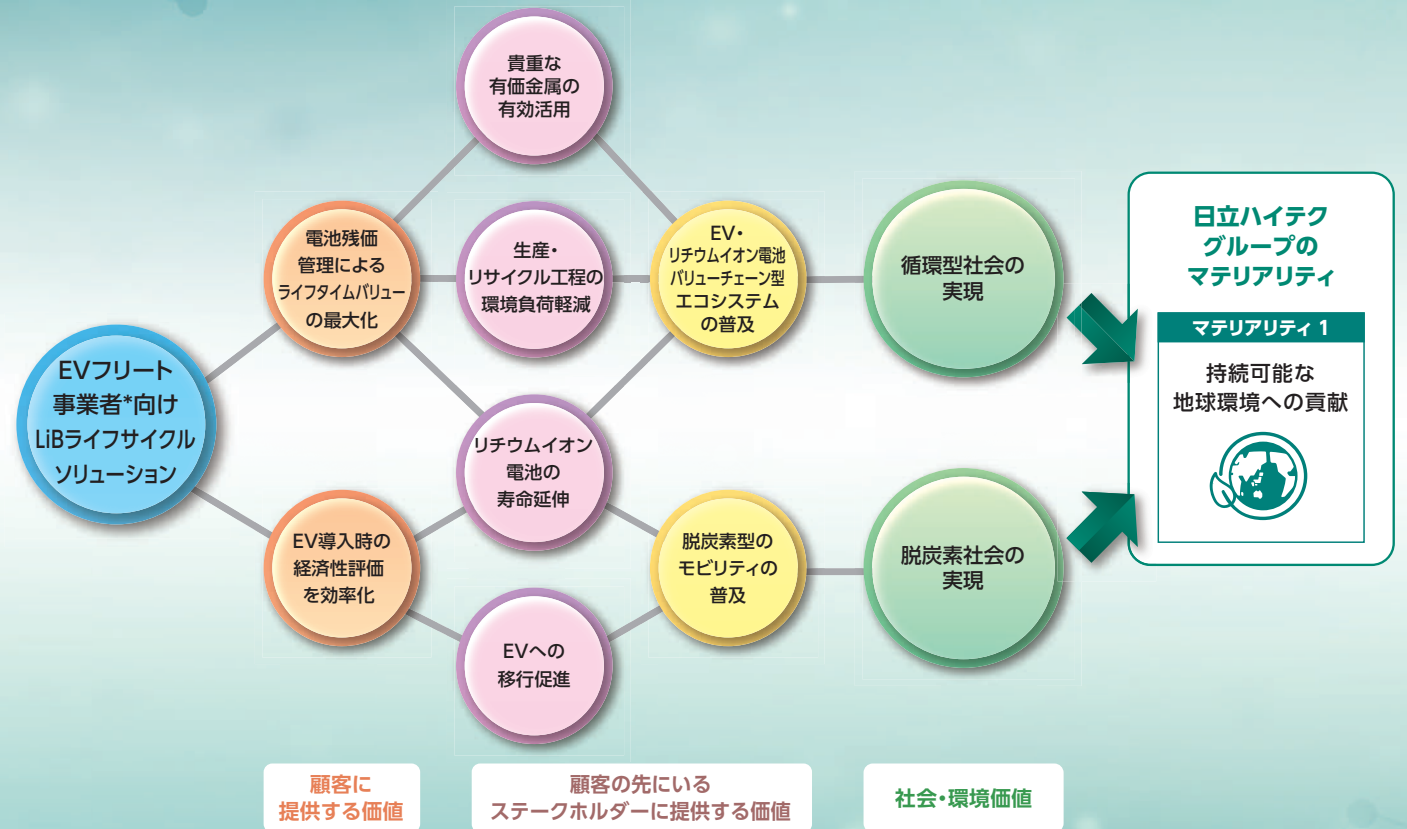 EVフリート
事業者*向け
LiBライフサイクル
ソリューション
電池残価
管理による
ライフタイムバリュー
の最大化
EV導入時の
経済性評価
を効率化
貴重な
有価金属の
有効活用
生産・
リサイクル工程の
環境負荷軽減
リチウムイオン
電池の
寿命延伸
EVへの
移行促進
EV・
リチウムイオン電池
バリューチェーン型
エコシステム
の普及
脱炭素型の
モビリティの
普及
循環型社会の
実現
脱炭素社会の
実現
日立ハイテク
グループの
マテリアリティ
マテリアリティ 1
持続可能な
地球環境への貢献
顧客に
提供する価値
顧客の先にいる
ステークホルダーに提供する価値
社会・環境価値